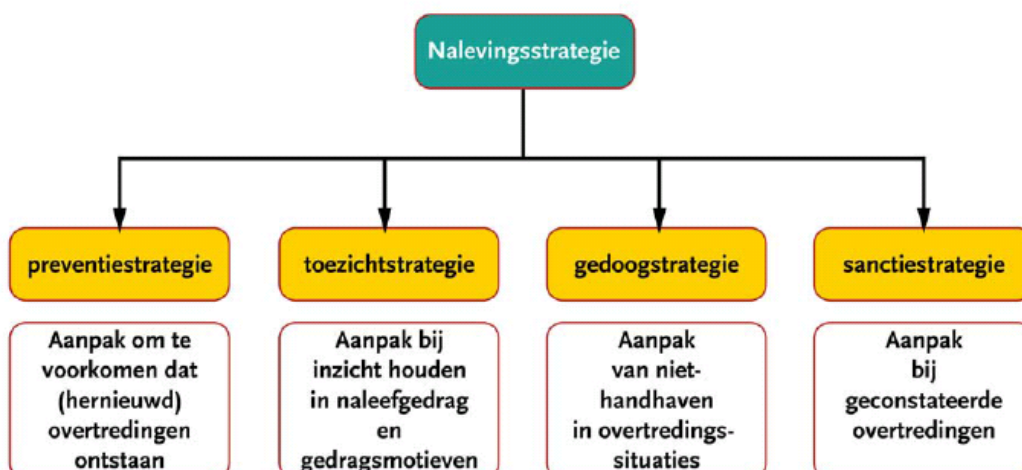 Nalevingsstrategie
preventiestrategie
toezichtstrategie
gedoogstrategie
sanctiestrategie
Aanpak om te
voorkomen dat
(hernieuwd)
overtredingen
ontstaan
Aanpak bij
inzicht houden
in naleefgedrag
en
gedragsmotieven
Aanpak
van niet-
handhaven
in overtredings-
situaties
Aanpak
bij
geconstateerde
overtredingen